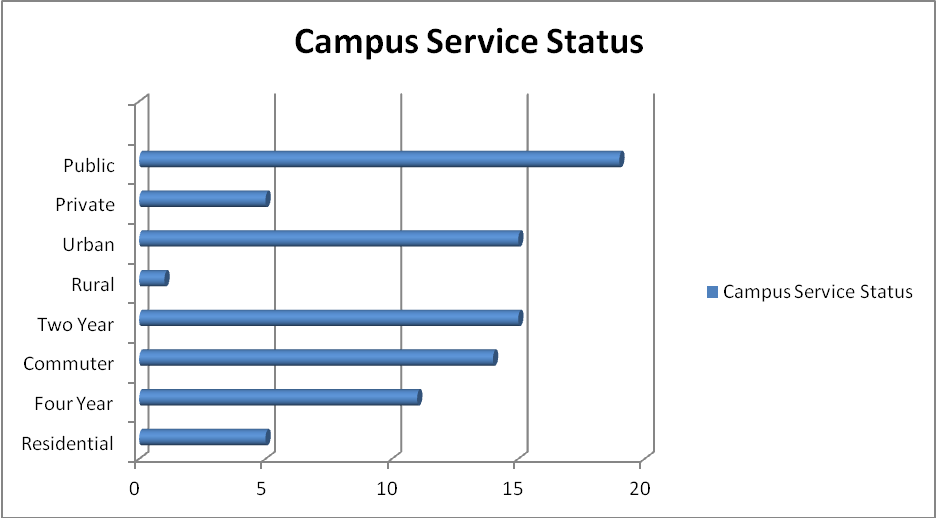 Campus Service Status
Public
Private
Urban
Rural
Two Year
Commuter
Four Year
Residential
0 5 10 15 20
Campus Service Status